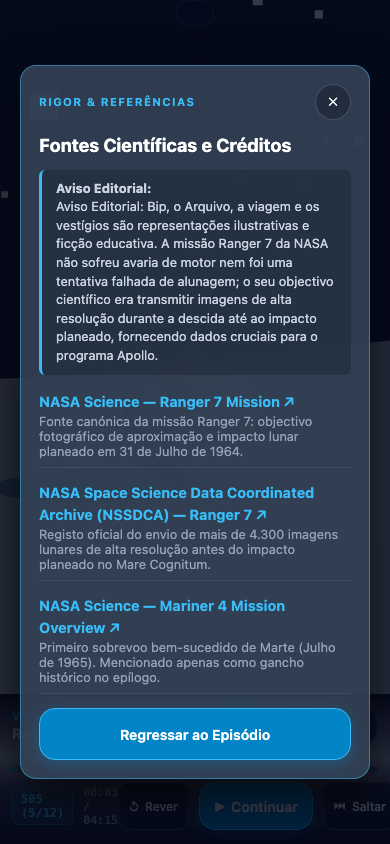 RIGOR & REFERÊNCIAS
✕
Fontes Científicas e Créditos
Aviso Editorial:
Aviso Editorial: Bip, o Arquivo, a viagem e os
vestígios são representações ilustrativas e
ficção educativa. A missão Ranger 7 da NASA
não sofreu avaria de motor nem foi uma
tentativa falhada de alunagem; o seu objectivo
científico era transmitir imagens de alta
resolução durante a descida até ao impacto
planeado, fornecendo dados cruciais para o
programa Apollo.
NASA Science — Ranger 7 Mission ↗
Fonte canónica da missão Ranger 7: objectivo
fotográfico de aproximação e impacto lunar
planeado em 31 de Julho de 1964.
NASA Space Science Data Coordinated
Archive (NSSDCA) — Ranger 7 ↗
Registo oficial do envio de mais de 4.300 imagens
lunares de alta resolução antes do impacto
planeado no Mare Cognitum.
NASA Science — Mariner 4 Mission
Overview ↗
Primeiro sobrevoo bem-sucedido de Marte (Julho
de 1965). Mencionado apenas como gancho
histórico no epílogo.
Regressar ao Episódio
S05
(5/12)
00:03
/
04:15
↺ Rever
▶ Continuar
⏭ Saltar